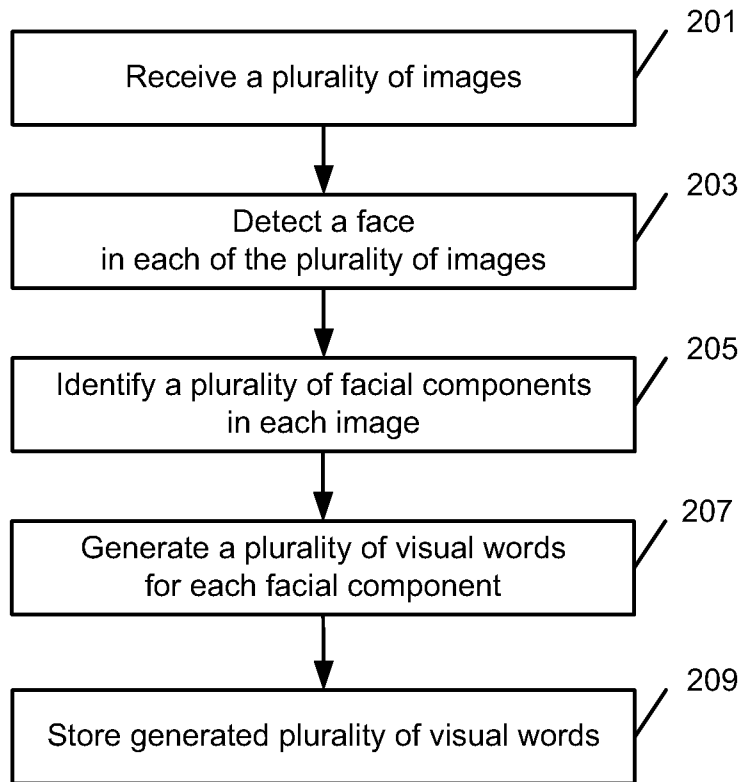 201
Receive a plurality of images
203
Detect a face
in each of the plurality of images
205
Identify a plurality of facial components
in each image
207
Generate a plurality of visual words
for each facial component
209
Store generated plurality of visual words